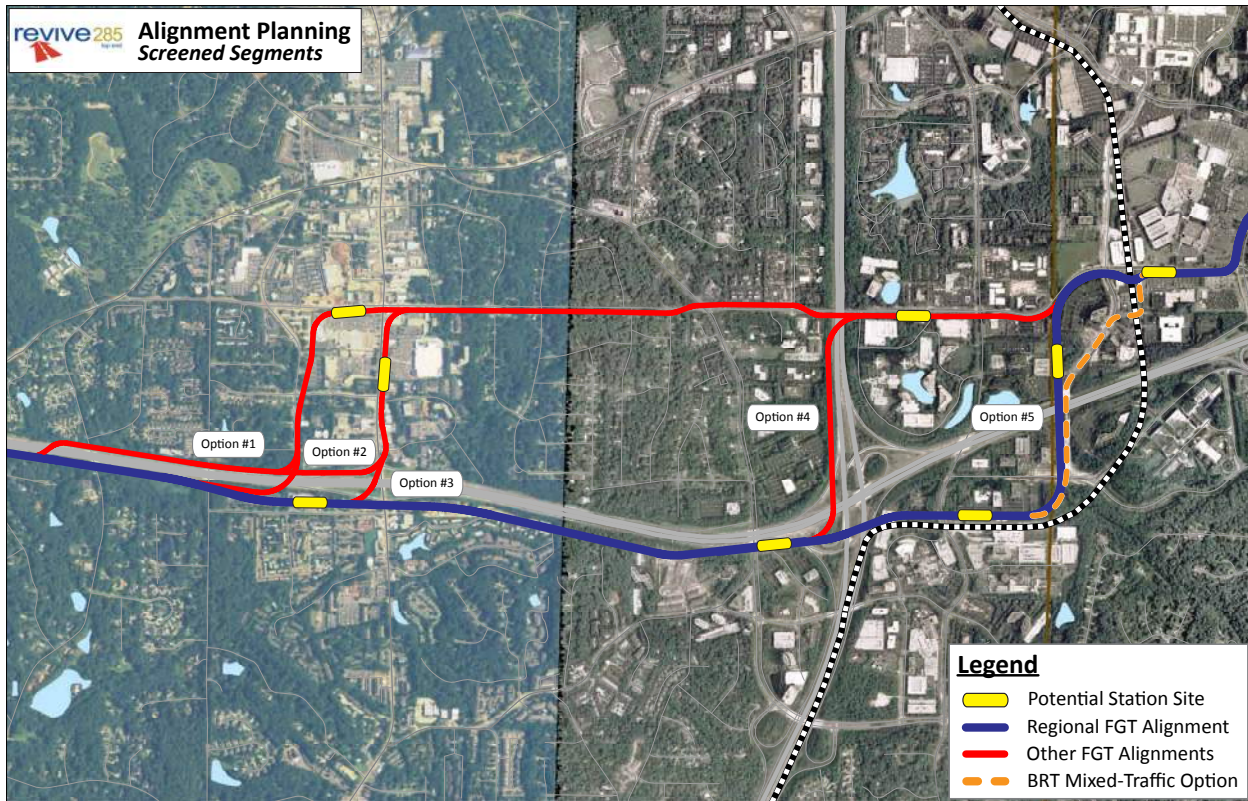 revive285
top end
Alignment Planning
Screened Segments
Option #1
Option #2
Option #3
Option #4
Option #5
Legend
Potential Station Site
Regional FGT Alignment
Other FGT Alignments
BRT Mixed-Traffic Option